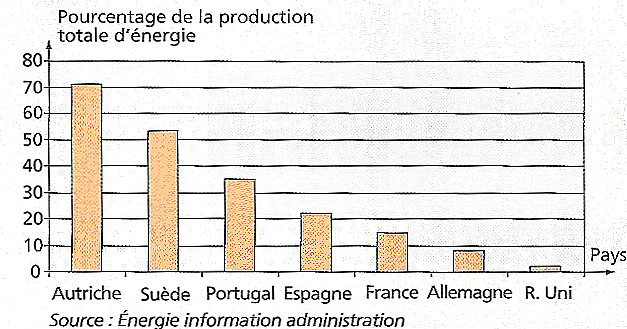 Pourcentage de la production
totale d'énergie
80
70
60
50
40
30
20
10
0
Pays
Autriche Suède Portugal Espagne France Allemagne R. Uni
Source : Énergie information administration